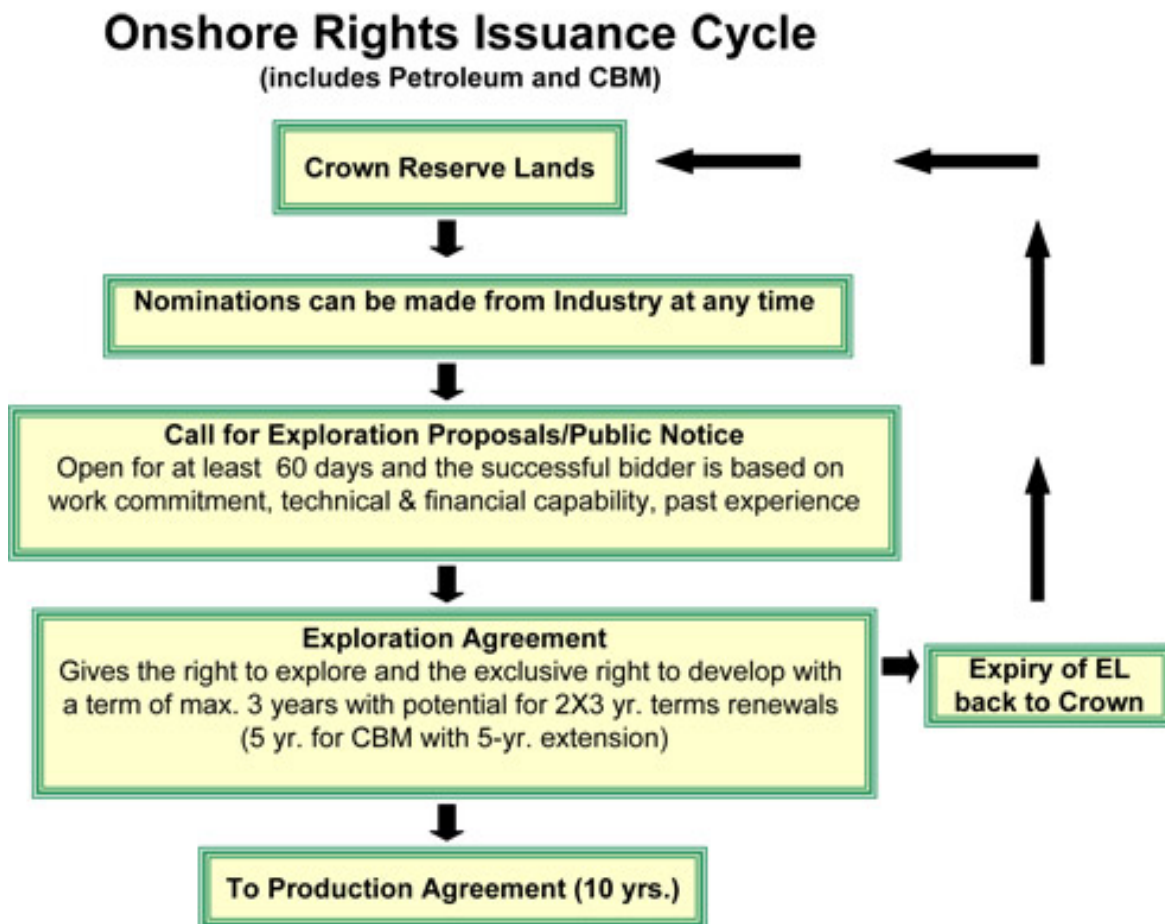 Onshore Rights Issuance Cycle
(includes Petroleum and CBM)
Crown Reserve Lands
Nominations can be made from Industry at any time
Call for Exploration Proposals/Public Notice
Open for at least 60 days and the successful bidder is based on
work commitment, technical & financial capability, past experience
Exploration Agreement
Gives the right to explore and the exclusive right to develop with
a term of max. 3 years with potential for 2X3 yr. terms renewals
(5 yr. for CBM with 5-yr. extension)
Expiry of EL
back to Crown
To Production Agreement (10 yrs.)